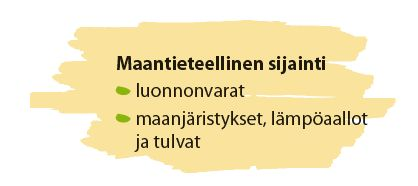 Maantieteellinen sijainti
luonnonvarat
maanjäristykset, lämpöaallot
ja tulvat